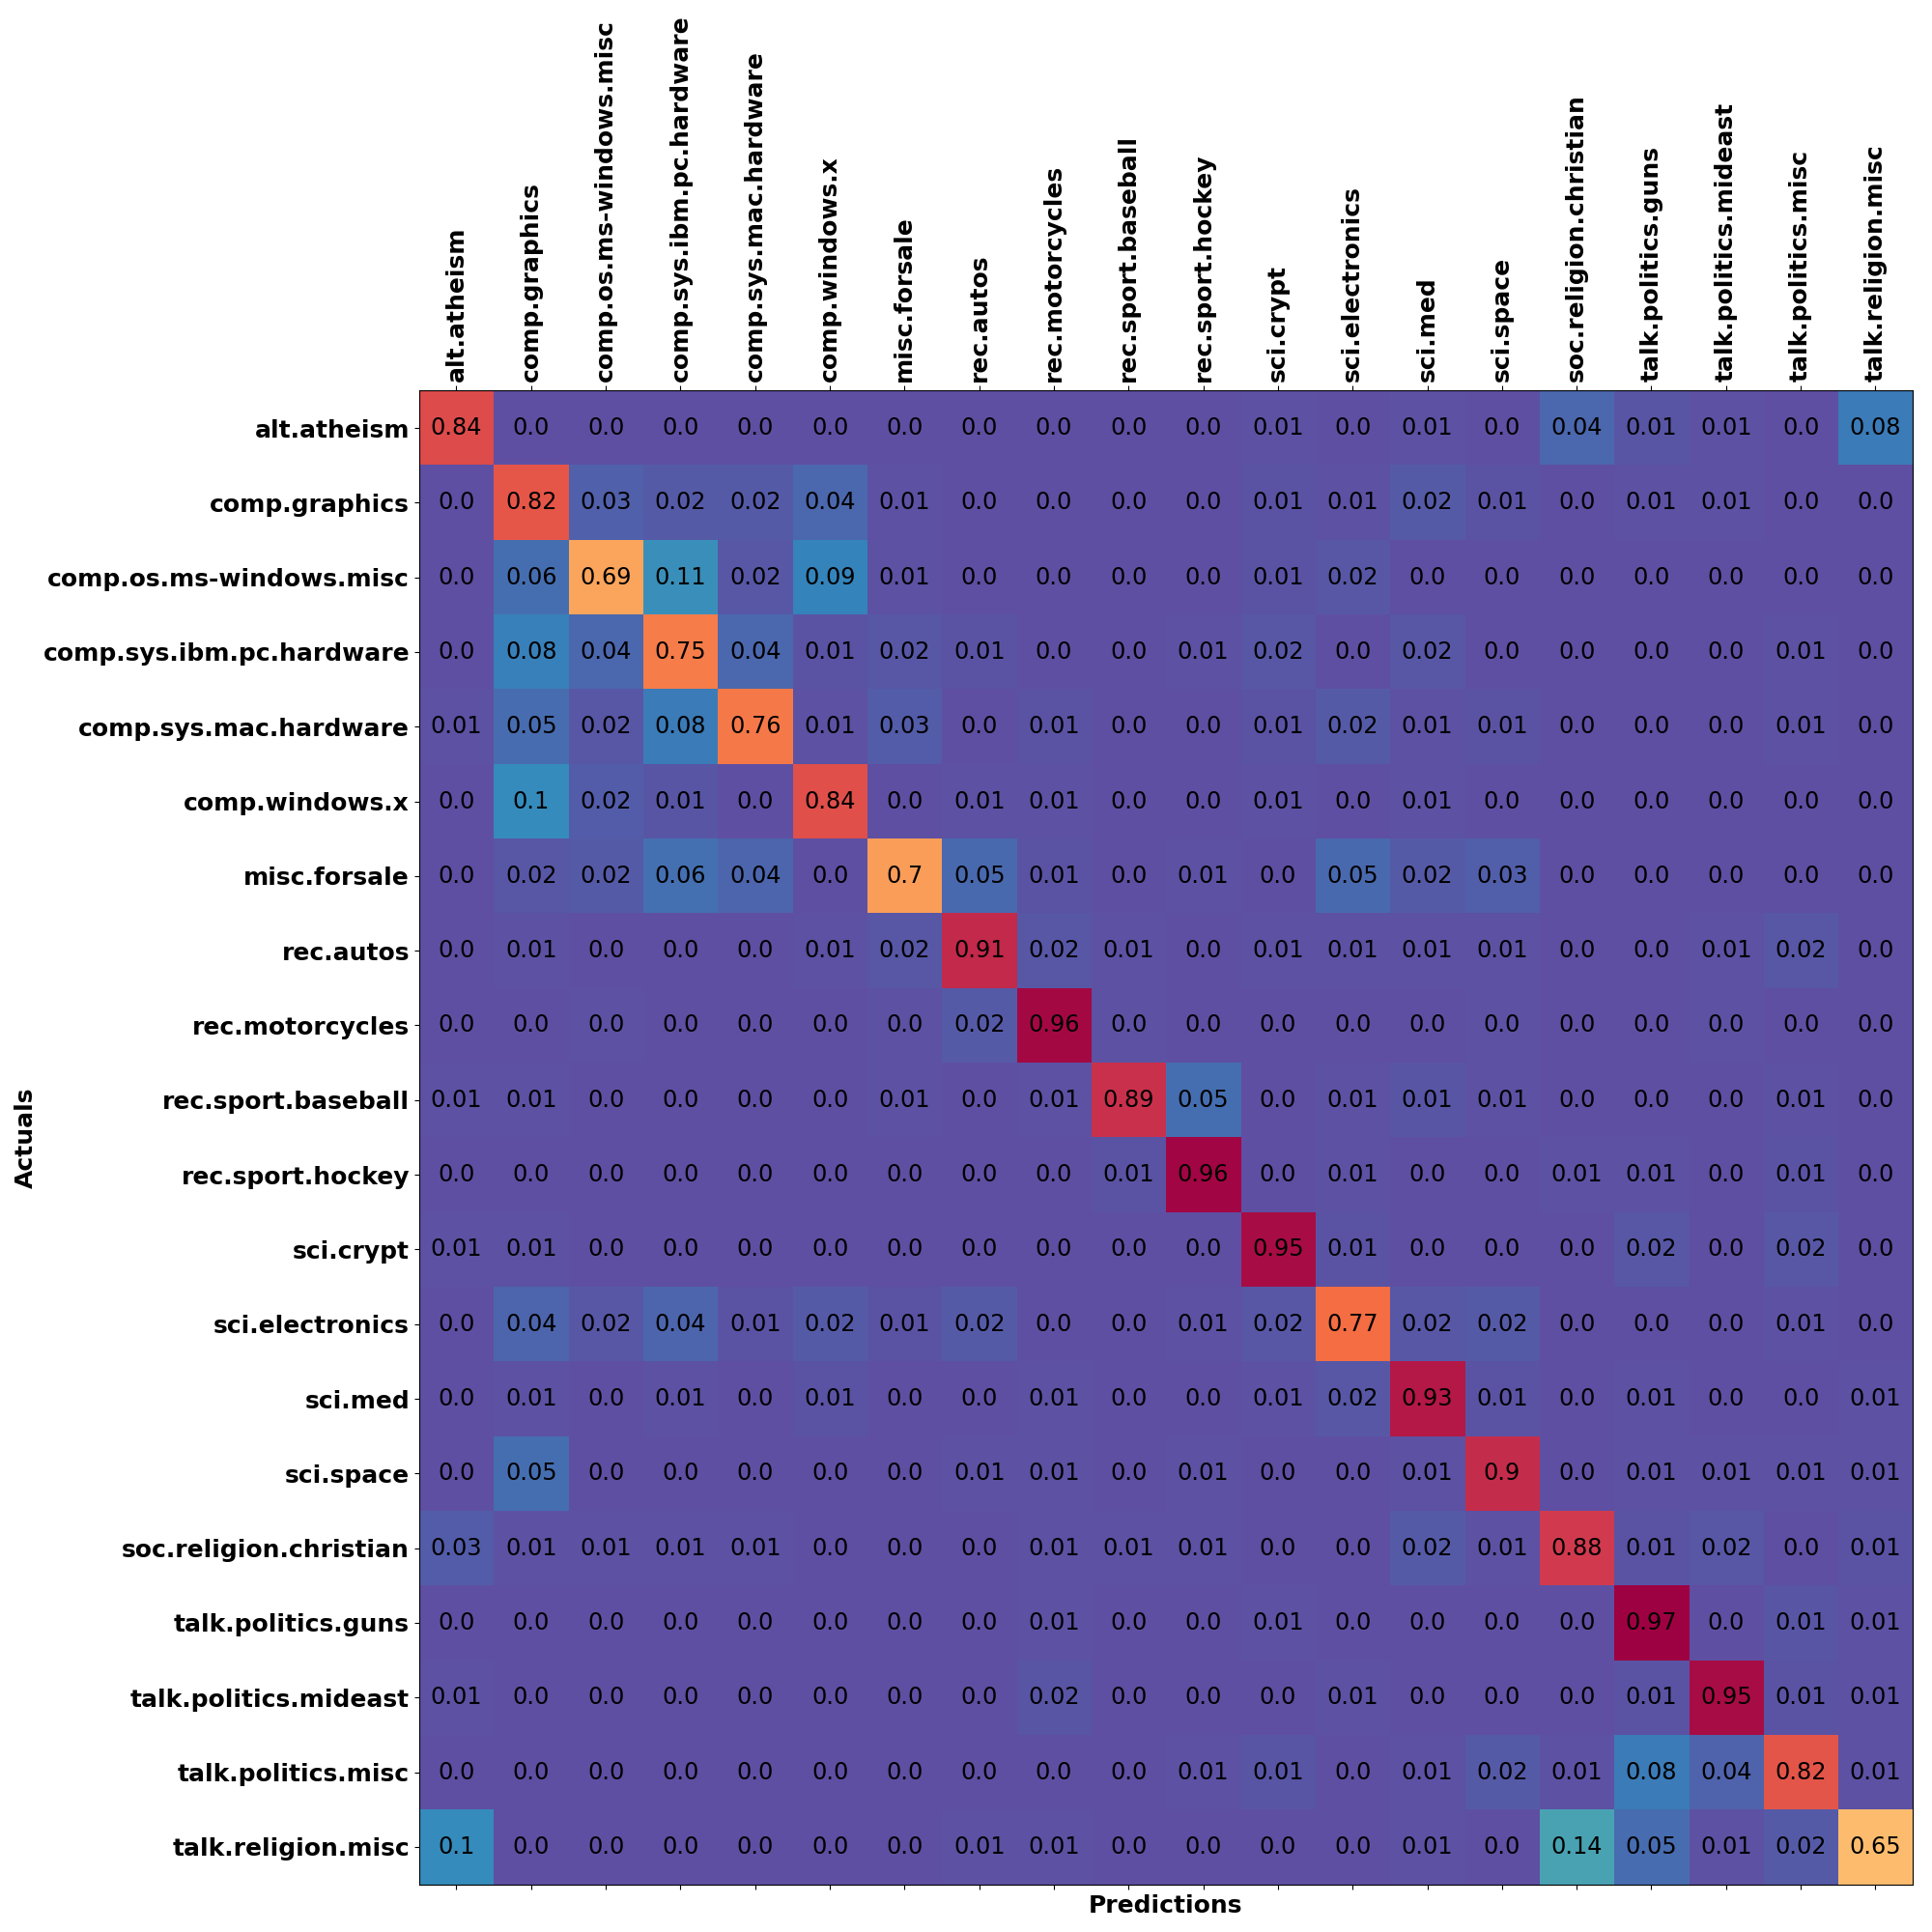 alt.atheism comp.graphics comp.os.ms-windows.misc comp.sys.ibm.pc.hardware comp.sys.mac.hardware comp.windows.x misc.forsale rec.autos rec.motorcycles rec.sport.baseball rec.sport.hockey sci.crypt sci.electronics sci.med sci.space soc.religion.christian talk.politics.guns talk.politics.mideast talk.politics.misc talk.religion.misc
Actuals
alt.atheism 0.84 0.0 0.0 0.0 0.0 0.0 0.0 0.0 0.0 0.0 0.0 0.01 0.0 0.01 0.0 0.04 0.01 0.01 0.0 0.08
comp.graphics 0.0 0.82 0.03 0.02 0.02 0.04 0.01 0.0 0.0 0.0 0.0 0.01 0.01 0.02 0.01 0.0 0.01 0.01 0.0 0.0
comp.os.ms-windows.misc 0.0 0.06 0.69 0.11 0.02 0.09 0.01 0.0 0.0 0.0 0.0 0.01 0.02 0.0 0.0 0.0 0.0 0.0 0.0 0.0
comp.sys.ibm.pc.hardware 0.0 0.08 0.04 0.75 0.04 0.01 0.02 0.01 0.0 0.0 0.01 0.02 0.0 0.02 0.0 0.0 0.0 0.0 0.01 0.0
comp.sys.mac.hardware 0.01 0.05 0.02 0.08 0.76 0.01 0.03 0.0 0.01 0.0 0.0 0.01 0.02 0.01 0.01 0.0 0.0 0.0 0.01 0.0
comp.windows.x 0.0 0.1 0.02 0.01 0.0 0.84 0.0 0.01 0.01 0.0 0.0 0.01 0.0 0.01 0.0 0.0 0.0 0.0 0.0 0.0
misc.forsale 0.0 0.02 0.02 0.06 0.04 0.0 0.7 0.05 0.01 0.0 0.01 0.0 0.05 0.02 0.03 0.0 0.0 0.0 0.0 0.0
rec.autos 0.0 0.01 0.0 0.0 0.0 0.01 0.02 0.91 0.02 0.01 0.0 0.01 0.01 0.01 0.01 0.0 0.0 0.01 0.02 0.0
rec.motorcycles 0.0 0.0 0.0 0.0 0.0 0.0 0.0 0.02 0.96 0.0 0.0 0.0 0.0 0.0 0.0 0.0 0.0 0.0 0.0 0.0
rec.sport.baseball 0.01 0.01 0.0 0.0 0.0 0.0 0.01 0.0 0.01 0.89 0.05 0.0 0.01 0.01 0.01 0.0 0.0 0.0 0.01 0.0
rec.sport.hockey 0.0 0.0 0.0 0.0 0.0 0.0 0.0 0.0 0.0 0.01 0.96 0.0 0.01 0.0 0.0 0.01 0.01 0.0 0.01 0.0
sci.crypt 0.01 0.01 0.0 0.0 0.0 0.0 0.0 0.0 0.0 0.0 0.0 0.95 0.01 0.0 0.0 0.0 0.02 0.0 0.02 0.0
sci.electronics 0.0 0.04 0.02 0.04 0.01 0.02 0.01 0.02 0.0 0.0 0.01 0.02 0.77 0.02 0.02 0.0 0.0 0.0 0.01 0.0
sci.med 0.0 0.01 0.0 0.01 0.0 0.01 0.0 0.0 0.01 0.0 0.0 0.01 0.02 0.93 0.01 0.0 0.01 0.0 0.0 0.01
sci.space 0.0 0.05 0.0 0.0 0.0 0.0 0.0 0.01 0.01 0.0 0.01 0.0 0.0 0.01 0.9 0.0 0.01 0.01 0.01 0.01
soc.religion.christian 0.03 0.01 0.01 0.01 0.01 0.0 0.0 0.0 0.01 0.01 0.01 0.0 0.0 0.02 0.01 0.88 0.01 0.02 0.0 0.01
talk.politics.guns 0.0 0.0 0.0 0.0 0.0 0.0 0.0 0.0 0.01 0.0 0.0 0.01 0.0 0.0 0.0 0.0 0.97 0.0 0.01 0.01
talk.politics.mideast 0.01 0.0 0.0 0.0 0.0 0.0 0.0 0.0 0.02 0.0 0.0 0.0 0.01 0.0 0.0 0.0 0.01 0.95 0.01 0.01
talk.politics.misc 0.0 0.0 0.0 0.0 0.0 0.0 0.0 0.0 0.0 0.0 0.01 0.01 0.0 0.01 0.02 0.01 0.08 0.04 0.82 0.01
talk.religion.misc 0.1 0.0 0.0 0.0 0.0 0.0 0.0 0.01 0.01 0.0 0.0 0.0 0.0 0.01 0.0 0.14 0.05 0.01 0.02 0.65
Predictions